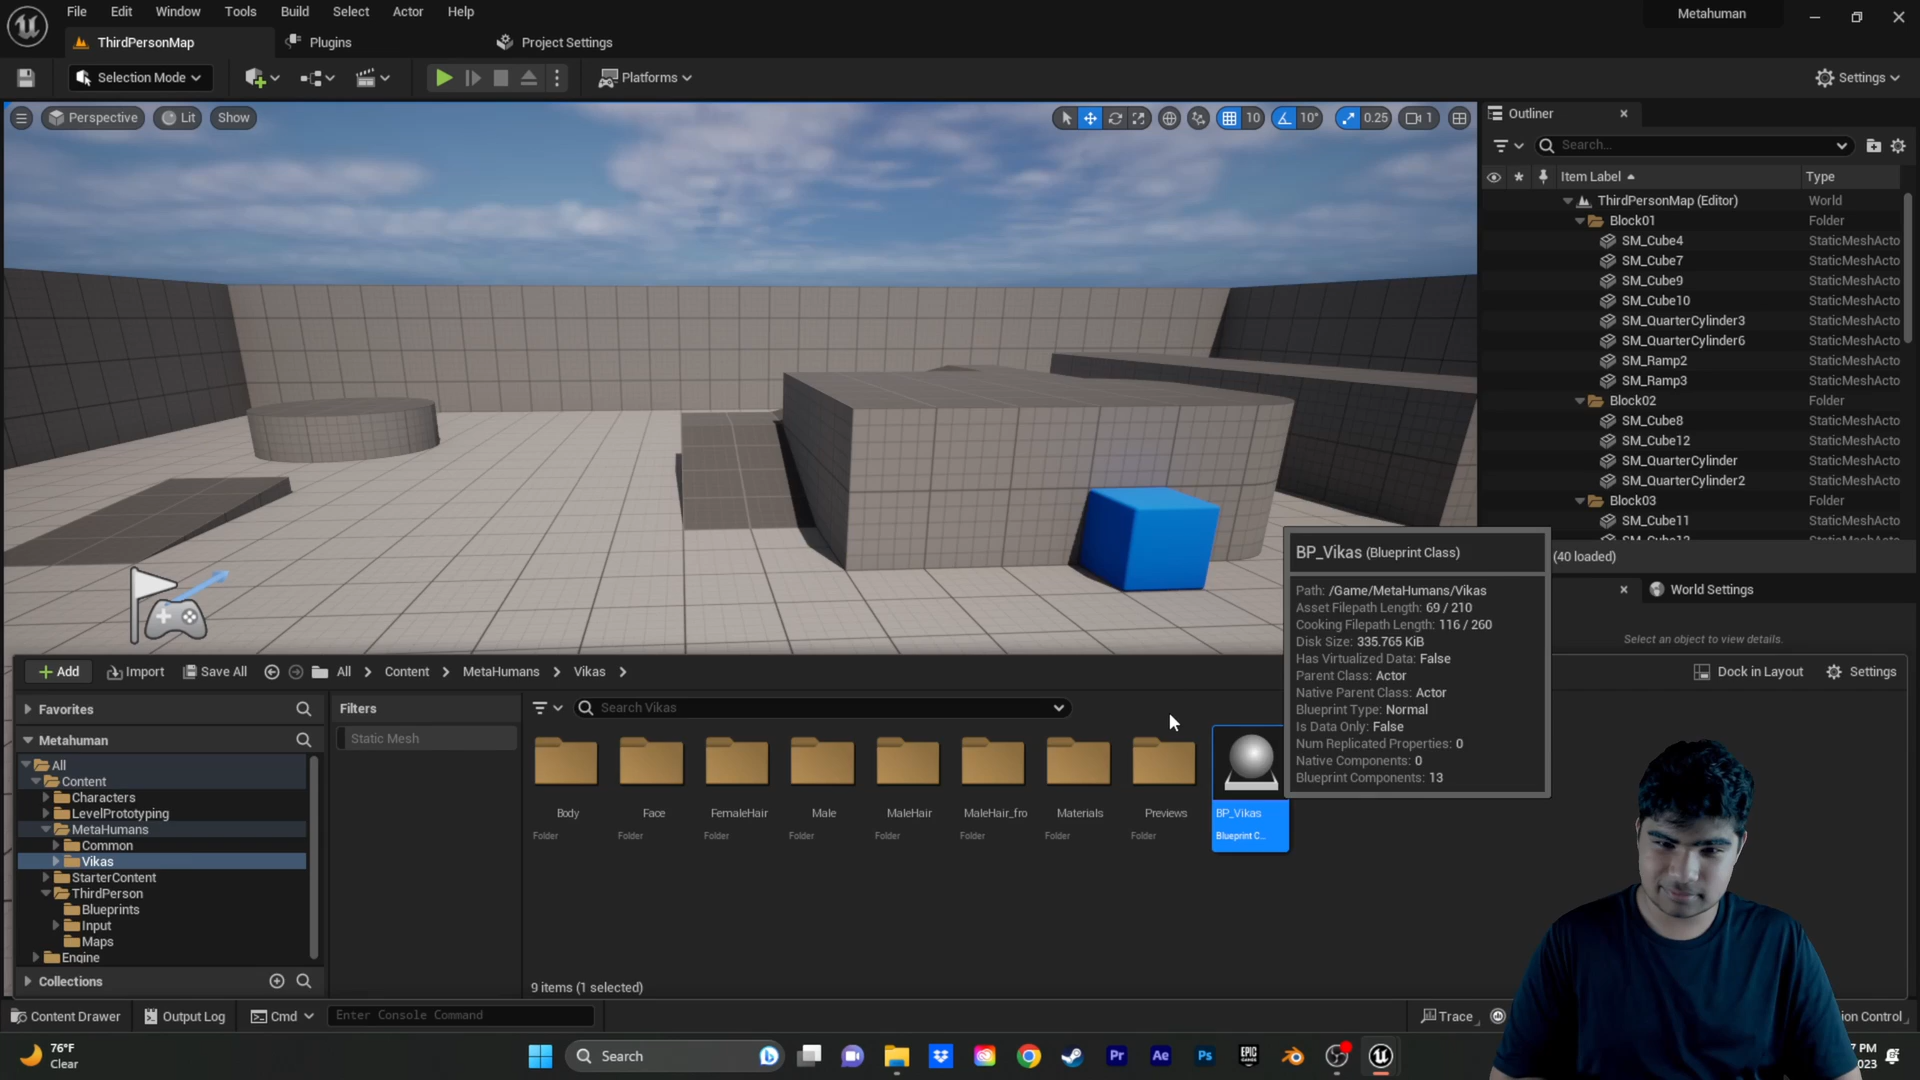 File Edit Window Tools Build Select Actor Help
Metahuman
ThirdPersonMap
Plugins
Project Settings
Selection Mode
Platforms
Settings
Perspective
Lit
Show
10
10°
0.25
1
Outliner
Search...
Item Label
Type
ThirdPersonMap (Editor) World
Block01 Folder
SM_Cube4 StaticMeshActo
SM_Cube7 StaticMeshActo
SM_Cube9 StaticMeshActo
SM_Cube10 StaticMeshActo
SM_QuarterCylinder3 StaticMeshActo
SM_QuarterCylinder6 StaticMeshActo
SM_Ramp2 StaticMeshActo
SM_Ramp3 StaticMeshActo
Block02 Folder
SM_Cube8 StaticMeshActo
SM_Cube12 StaticMeshActo
SM_QuarterCylinder StaticMeshActo
SM_QuarterCylinder2 StaticMeshActo
Block03 Folder
SM_Cube11 StaticMeshActo
(40 loaded)
World Settings
Select an object to view details.
BP_Vikas (Blueprint Class)
Path: /Game/MetaHumans/Vikas
Asset Filepath Length: 69 / 210
Cooking Filepath Length: 116 / 260
Disk Size: 335.765 KiB
Has Virtualized Data: False
Parent Class: Actor
Native Parent Class: Actor
Blueprint Type: Normal
Is Data Only: False
Num Replicated Properties: 0
Native Components: 0
Blueprint Components: 13
Add
Import
Save All
All
Content
MetaHumans
Vikas
Dock in Layout
Settings
Favorites
Metahuman
All
Content
Characters
LevelPrototyping
MetaHumans
Common
Vikas
StarterContent
ThirdPerson
Blueprints
Input
Maps
Engine
Collections
Filters
Static Mesh
Search Vikas
Body
Face
FemaleHair
Male
MaleHair
MaleHair_fro
Materials
Previews
BP_Vikas
Folder
Folder
Folder
Folder
Folder
Folder
Folder
Folder
Blueprint C...
9 items (1 selected)
Content Drawer
Output Log
Cmd
Enter Console Command
Trace
ion Control
76°F
Clear
Search
Pr
Ae
Ps
EPIC
GAMES
7 PM
023